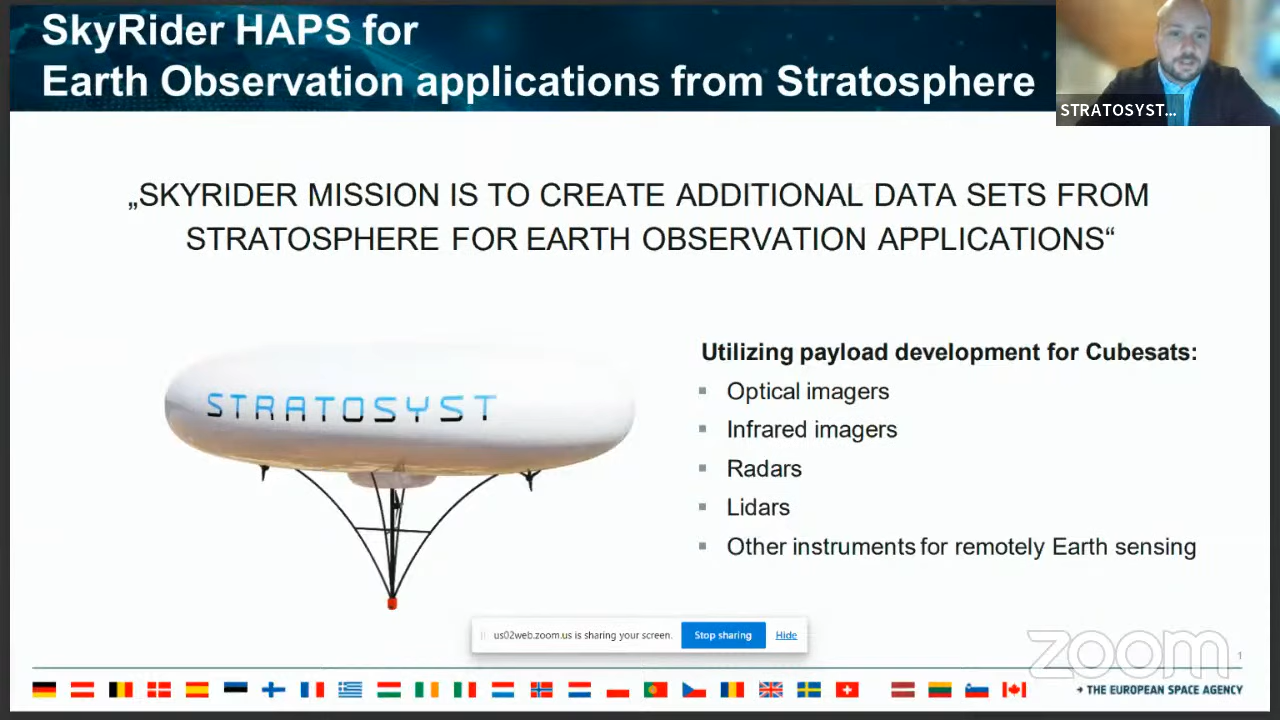 SkyRider HAPS for
Earth Observation applications from Stratosphere
STRATOSYST...
„SKYRIDER MISSION IS TO CREATE ADDITIONAL DATA SETS FROM
STRATOSPHERE FOR EARTH OBSERVATION APPLICATIONS“
STRATOSYST
Utilizing payload development for Cubesats:
▪ Optical imagers
▪ Infrared imagers
▪ Radars
▪ Lidars
▪ Other instruments for remotely Earth sensing
us02web.zoom.us is sharing your screen. Stop sharing Hide
zoom
1
→ THE EUROPEAN SPACE AGENCY